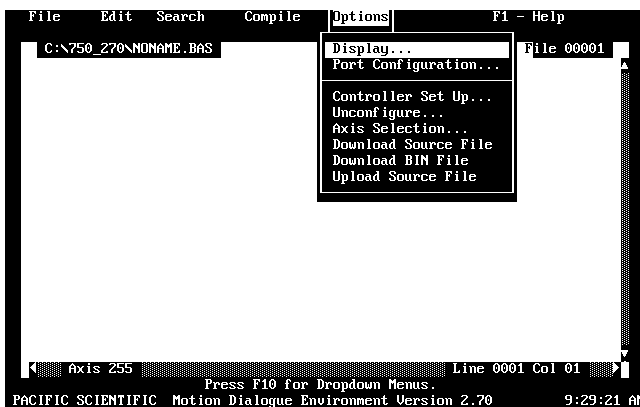 File Edit Search Compile Options F1 - Help
C:\750_270\NONAME.BAS File 00001
Display...
Port Configuration...
Controller Set Up...
Unconfigure...
Axis Selection...
Download Source File
Download BIN File
Upload Source File
Axis 255 Line 0001 Col 01
Press F10 for Dropdown Menus.
PACIFIC SCIENTIFIC Motion Dialogue Environment Version 2.70 9:29:21 AM